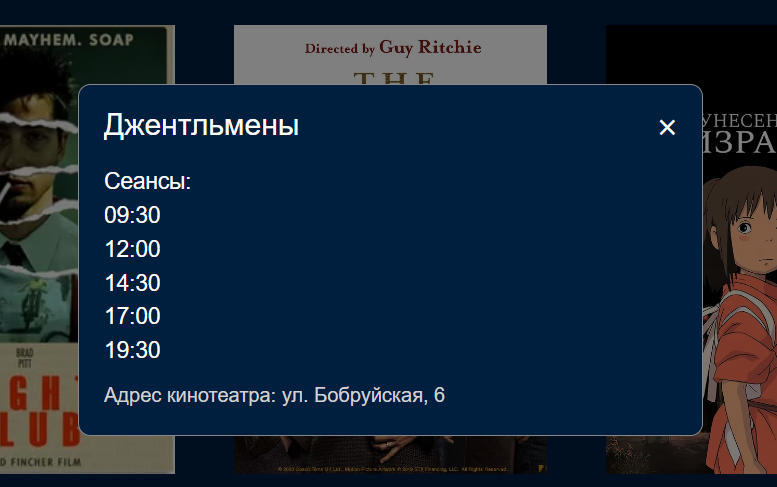 MAYHEM. SOAP
Directed by Guy Ritchie
THE
Джентльмены
×
Сеансы:
09:30
12:00
14:30
17:00
19:30
Адрес кинотеатра: ул. Бобруйская, 6
BRAD
PITT
GHT
LUB
D FINCHER FILM
УНЕСЕН
ИЗРА